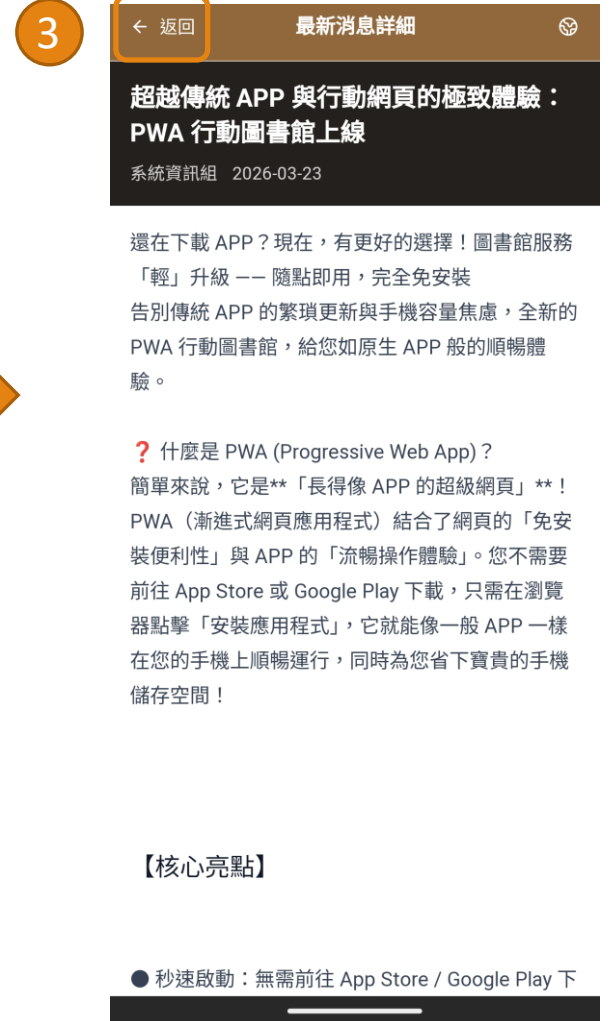 3
← 返回
最新消息詳細
超越傳統 APP 與行動網頁的極致體驗：
PWA 行動圖書館上線
系統資訊組 2026-03-23
還在下載 APP？現在，有更好的選擇！圖書館服務
「輕」升級 —— 隨點即用，完全免安裝
告別傳統 APP 的繁瑣更新與手機容量焦慮，全新的
PWA 行動圖書館，給您如原生 APP 般的順暢體
驗。
❓ 什麼是 PWA (Progressive Web App)？
簡單來說，它是**「長得像 APP 的超級網頁」**！
PWA（漸進式網頁應用程式）結合了網頁的「免安
裝便利性」與 APP 的「流暢操作體驗」。您不需要
前往 App Store 或 Google Play 下載，只需在瀏覽
器點擊「安裝應用程式」，它就能像一般 APP 一樣
在您的手機上順暢運行，同時為您省下寶貴的手機
儲存空間！
【核心亮點】
● 秒速啟動：無需前往 App Store / Google Play 下